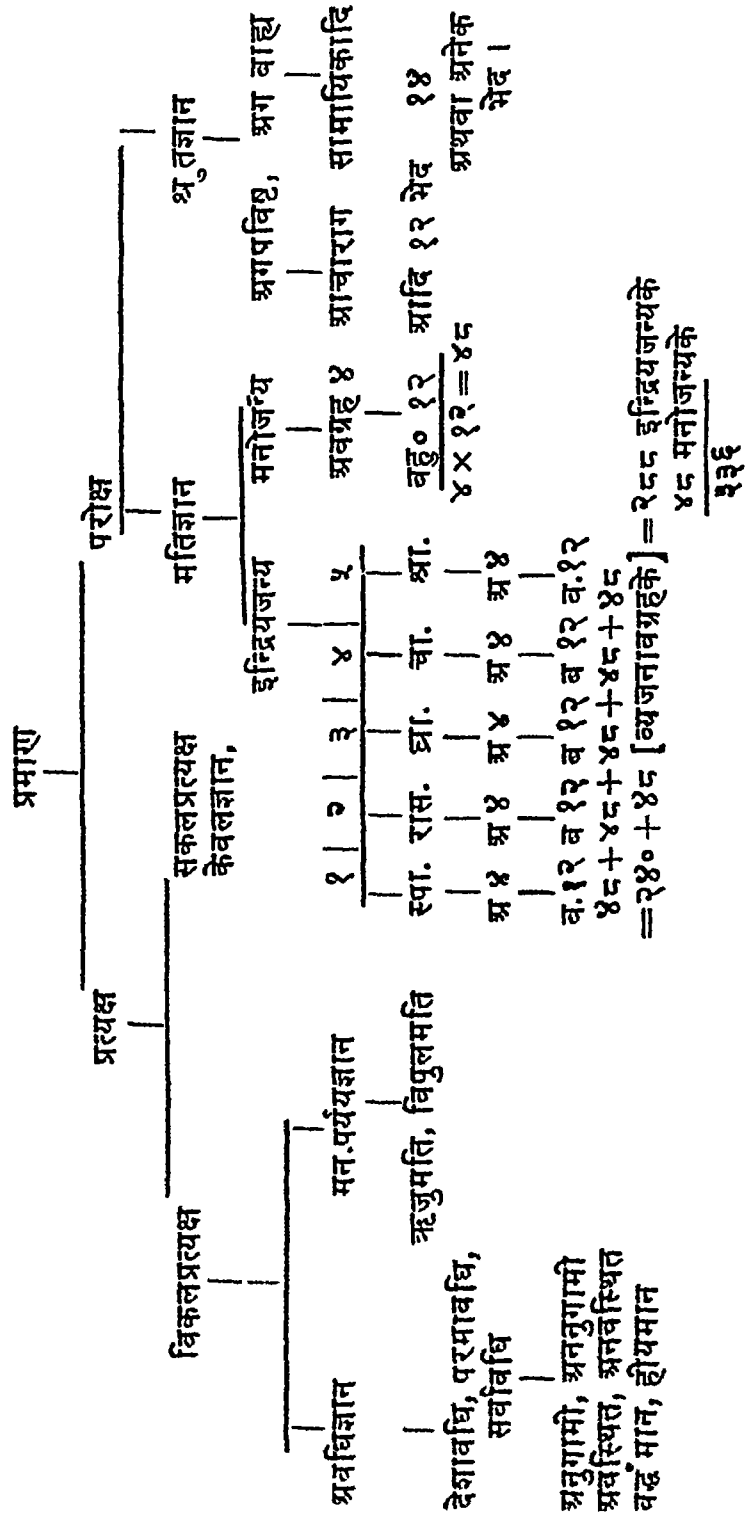 प्रमाण
प्रत्यक्ष
परोक्ष
विकलप्रत्यक्ष
सकलप्रत्यक्ष
केवलज्ञान,
मतिज्ञान
श्रुतज्ञान
अवधिज्ञान
मन.पर्ययज्ञान
इन्द्रियजन्य
मनोजन्य
अगपविष्ट, अग वाह्य
देशावधि, परमावधि,
सर्वावधि
ऋजुमति, विपुलमति
१ | २ | ३ | ४ | ५
स्पा. रास. घ्रा. चा. श्रा.
अ ४ अ ४ अ ४ अ ४ अ ४
व.१२ व १२ व १२ व १२ व.१२
४८+४८+४८+४८+४८
=२४०+४८ [व्यजनावग्रहके]=२८८ इन्द्रियजन्यके
४८ मनोजन्यके
३३६
अवग्रह ४
वहु० १२
४×१२=४८
आचाराग सामायिकादि
आदि १२ भेद १४
अथवा अनेक
भेद ।
अनुगामी, अननुगामी
अवस्थित, अनवस्थित
वर्द्धमान, हीयमान